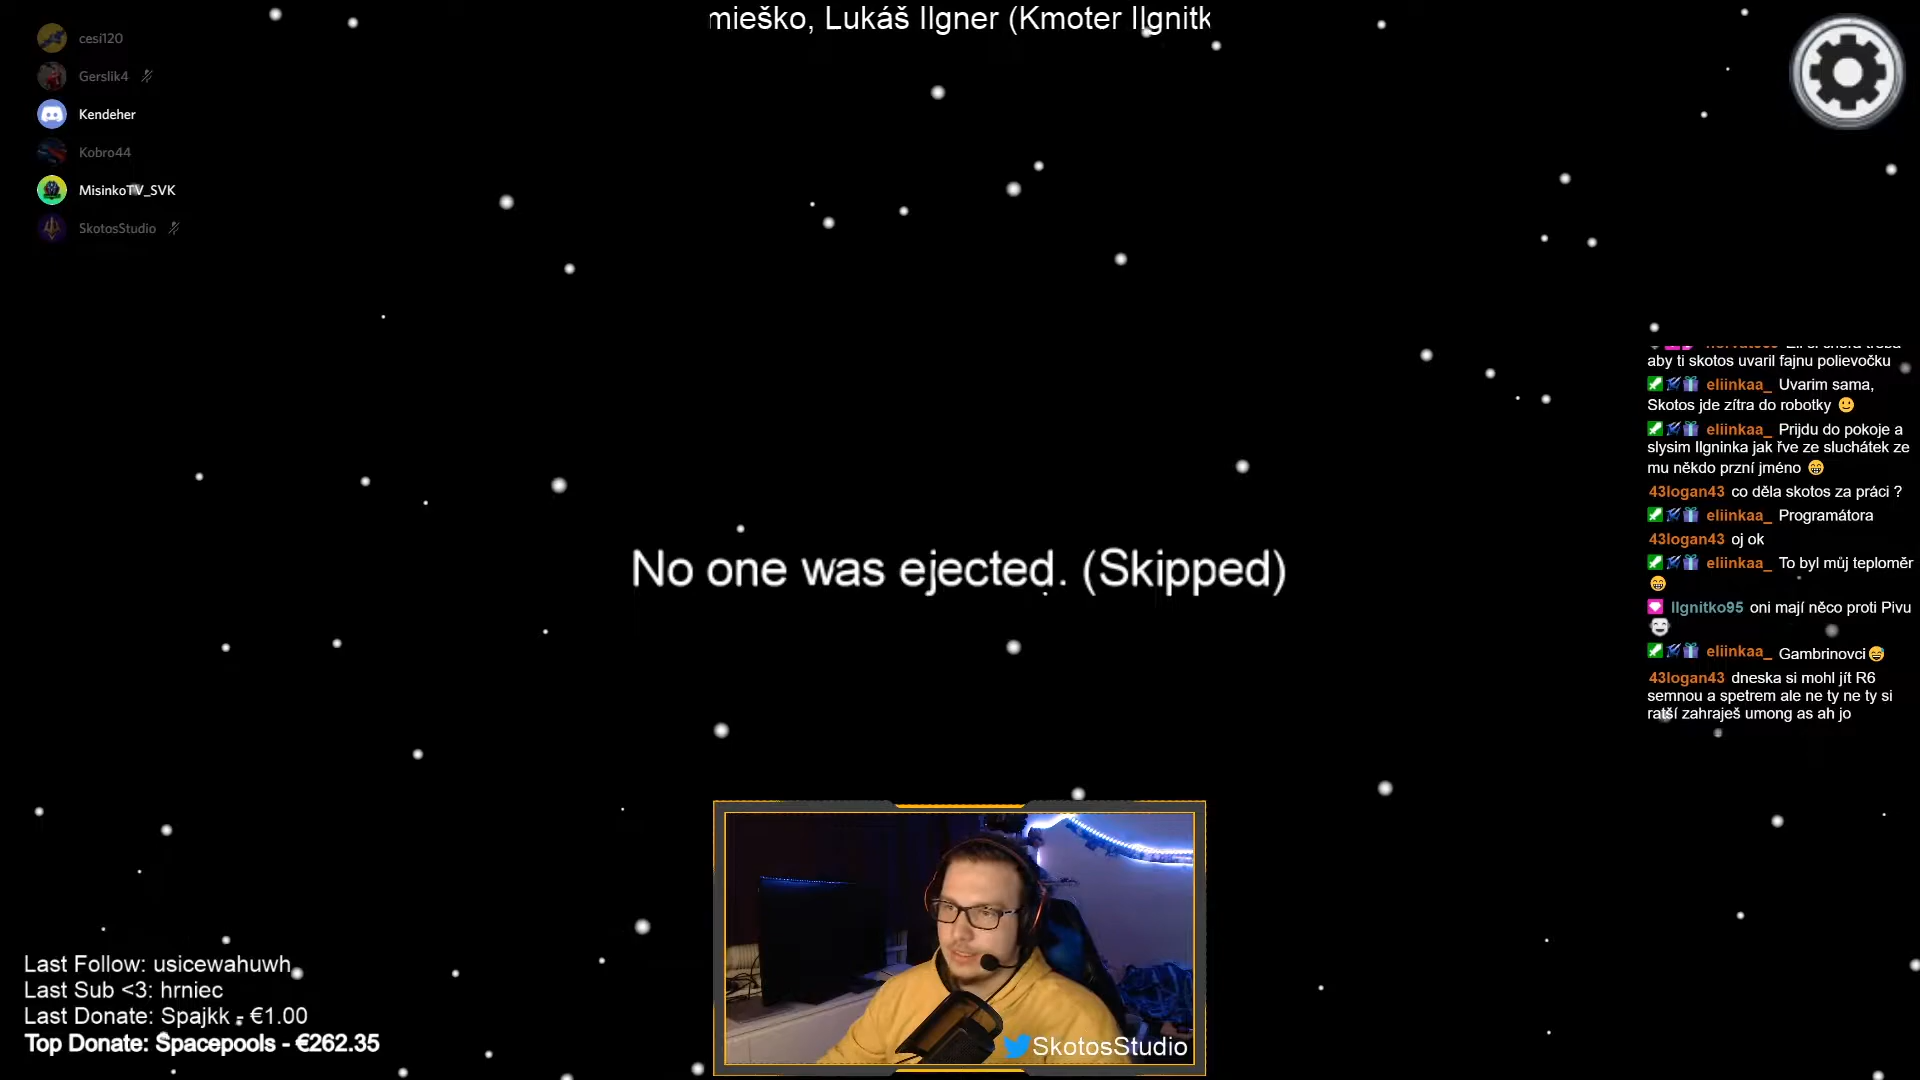 mieško, Lukáš Ilgner (Kmoter Ilgnitk
cesi120
Gerslik4
Kendeher
Kobro44
MisinkoTV_SVK
SkotosStudio
aby ti skotos uvaril fajnu polievočku
eliinkaa_ Uvarim sama,
Skotos jde zítra do robotky
eliinkaa_ Prijdu do pokoje a
slysim Ilgninka jak řve ze sluchátek ze
mu někdo przní jméno
43logan43 co děla skotos za práci ?
eliinkaa_ Programátora
43logan43 oj ok
eliinkaa_ To byl můj teploměr
Ilgnitko95 oni mají něco proti Pivu
eliinkaa_ Gambrinovci
43logan43 dneska si mohl jít R6
semnou a spetrem ale ne ty ne ty si
ratší zahraješ umong as ah jo
No one was ejected. (Skipped)
Last Follow: usicewahuwh
Last Sub <3: hrniec
Last Donate: Spajkk - €1.00
Top Donate: Spacepools - €262.35
SkotosStudio